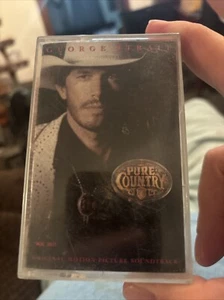 GEORGE STRAIT
PURE
COUNTRY
ORIGINAL MOTION PICTURE SOUNDTRACK